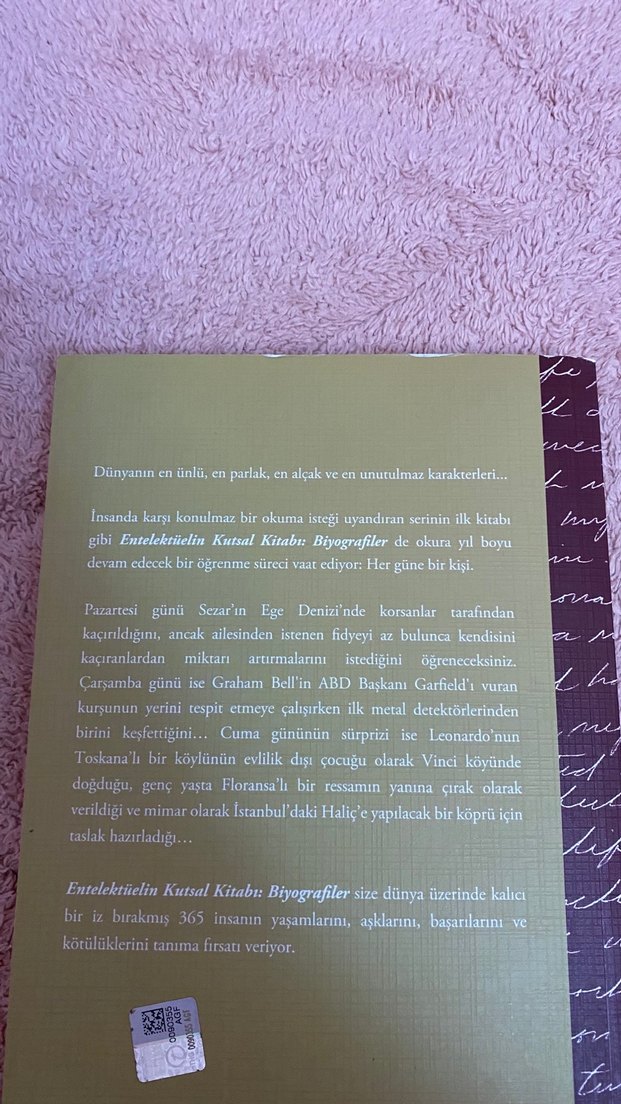 Dünyanın en ünlü, en parlak, en alçak ve en unutulmaz karakterleri...
İnsanda karşı konulmaz bir okuma isteği uyandıran serinin ilk kitabı
gibi Entelektüelin Kutsal Kitabı: Biyografiler de okura yıl boyu
devam edecek bir öğrenme süreci vaat ediyor: Her güne bir kişi.
Pazartesi günü Sezar'ın Ege Denizi'nde korsanlar tarafından
kaçırıldığını, ancak ailesinden istenen fidyeyi az bulunca kendisini
kaçıranlardan miktarı artırmalarını istediğini öğreneceksiniz.
Çarşamba günü ise Graham Bell'in ABD Başkanı Garfield'ı vuran
kurşunun yerini tespit etmeye çalışırken ilk metal detektörlerinden
birini keşfettiğini... Cuma gününün sürprizi ise Leonardo'nun
Toskana'lı bir köylünün evlilik dışı çocuğu olarak Vinci köyünde
doğduğu, genç yaşta Floransa'lı bir ressamın yanına çırak olarak
verildiği ve mimar olarak İstanbul'daki Haliç'e yapılacak bir köprü için
taslak hazırladığı...
Entelektüelin Kutsal Kitabı: Biyografiler size dünya üzerinde kalıcı
bir iz bırakmış 365 insanın yaşamlarını, aşklarını, başarılarını ve
kötülüklerini tanıma fırsatı veriyor.
0090355
AGF
my